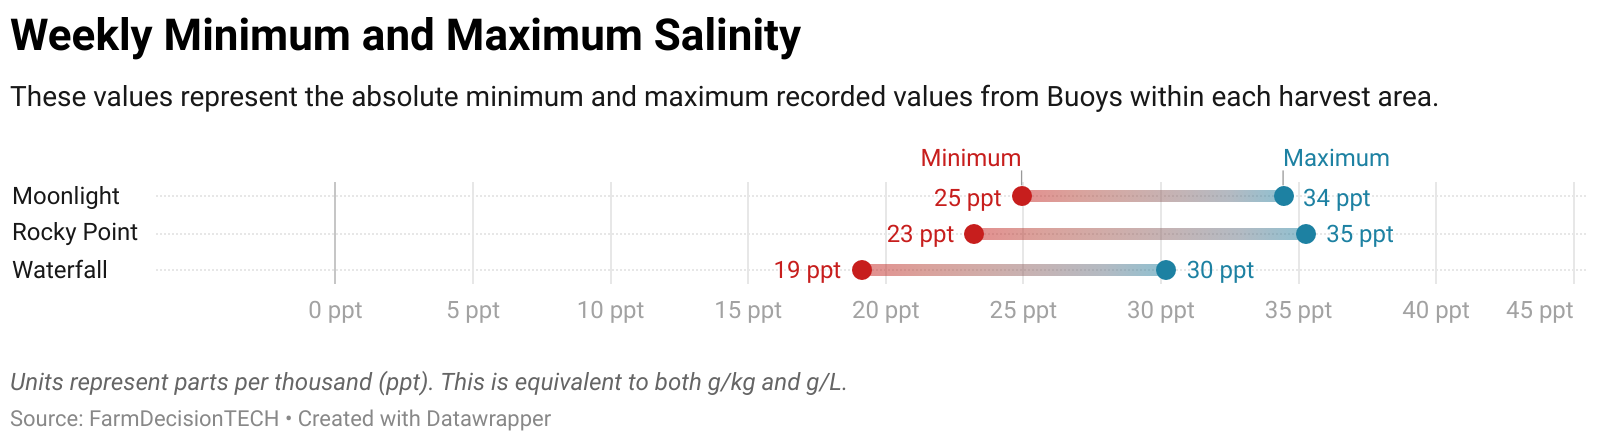 Weekly Minimum and Maximum Salinity
These values represent the absolute minimum and maximum recorded values from Buoys within each harvest area.
Minimum Maximum
Moonlight 25 ppt 34 ppt
Rocky Point 23 ppt 35 ppt
Waterfall 19 ppt 30 ppt
0 ppt 5 ppt 10 ppt 15 ppt 20 ppt 25 ppt 30 ppt 35 ppt 40 ppt 45 ppt
Units represent parts per thousand (ppt). This is equivalent to both g/kg and g/L.
Source: FarmDecisionTECH • Created with Datawrapper